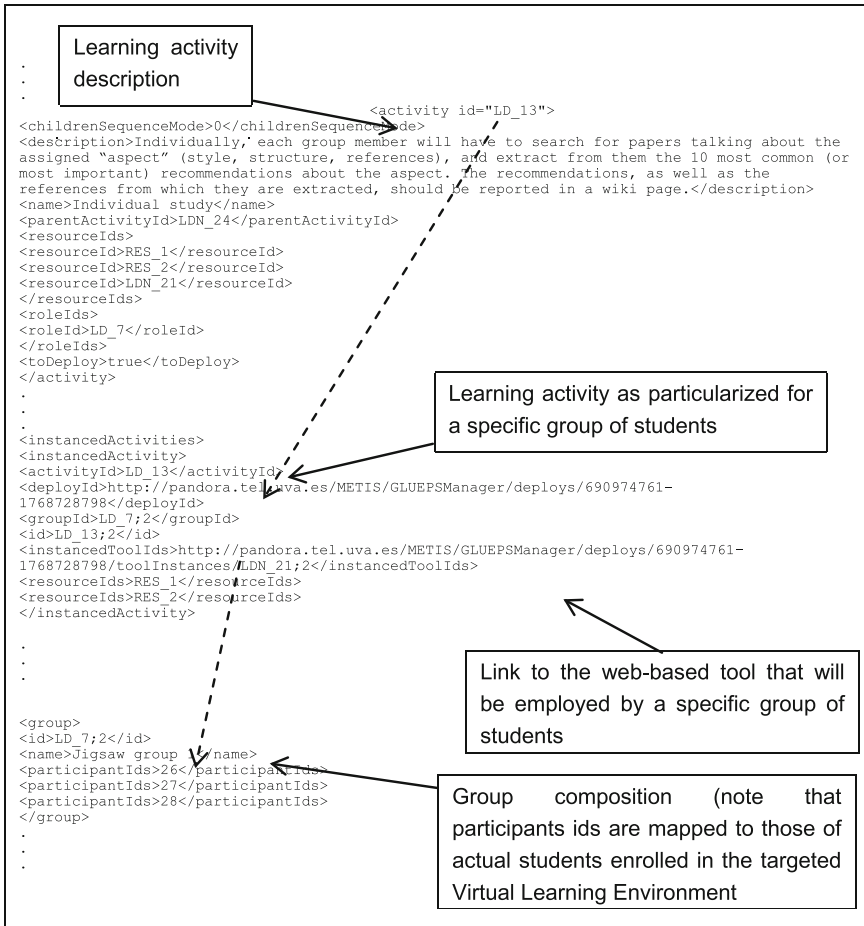 Learning activity
description
.
.
.
<activity id="LD_13">
<childrenSequenceMode>0</childrenSequenceMode>
<description>Individually, each group member will have to search for papers talking about the
assigned “aspect” (style, structure, references), and extract from them the 10 most common (or
most important) recommendations about the aspect. The recommendations, as well as the
references from which they are extracted, should be reported in a wiki page.</description>
<name>Individual study</name>
<parentActivityId>LDN_24</parentActivityId>
<resourceIds>
<resourceId>RES_1</resourceId>
<resourceId>RES_2</resourceId>
<resourceId>LDN_21</resourceId>
</resourceIds>
<roleIds>
<roleId>LD_7</roleId>
</roleIds>
<toDeploy>true</toDeploy>
</activity>
.
.
.
Learning activity as particularized for
a specific group of students
<instancedActivities>
<instancedActivity>
<activityId>LD_13</activityId>
<deployId>http://pandora.tel.uva.es/METIS/GLUEPSManager/deploys/690974761-
1768728798</deployId>
<groupId>LD_7;2</groupId>
<id>LD_13;2</id>
<instancedToolIds>http://pandora.tel.uva.es/METIS/GLUEPSManager/deploys/690974761-
1768728798/toolInstances/LDN_21;2</instancedToolIds>
<resourceIds>RES_1</resourceIds>
<resourceIds>RES_2</resourceIds>
</instancedActivity>
.
.
.
Link to the web-based tool that will
be employed by a specific group of
students
<group>
<id>LD_7;2</id>
<name>Jigsaw group </name>
<participantIds>26</participantIds>
<participantIds>27</participantIds>
<participantIds>28</participantIds>
</group>
.
.
.
Group composition (note that
participants ids are mapped to those of
actual students enrolled in the targeted
Virtual Learning Environment